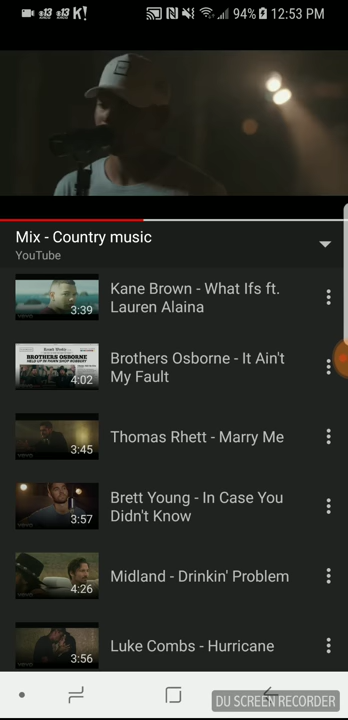 13 13 K! 94% 12:53 PM
Mix - Country music
YouTube
Kane Brown - What Ifs ft.
Lauren Alaina
3:39
Brothers Osborne - It Ain't
My Fault
BROTHERS OSBORNE
4:02
Thomas Rhett - Marry Me
3:45
Brett Young - In Case You
Didn't Know
3:57
Midland - Drinkin' Problem
4:26
Luke Combs - Hurricane
3:56
DU SCREEN RECORDER